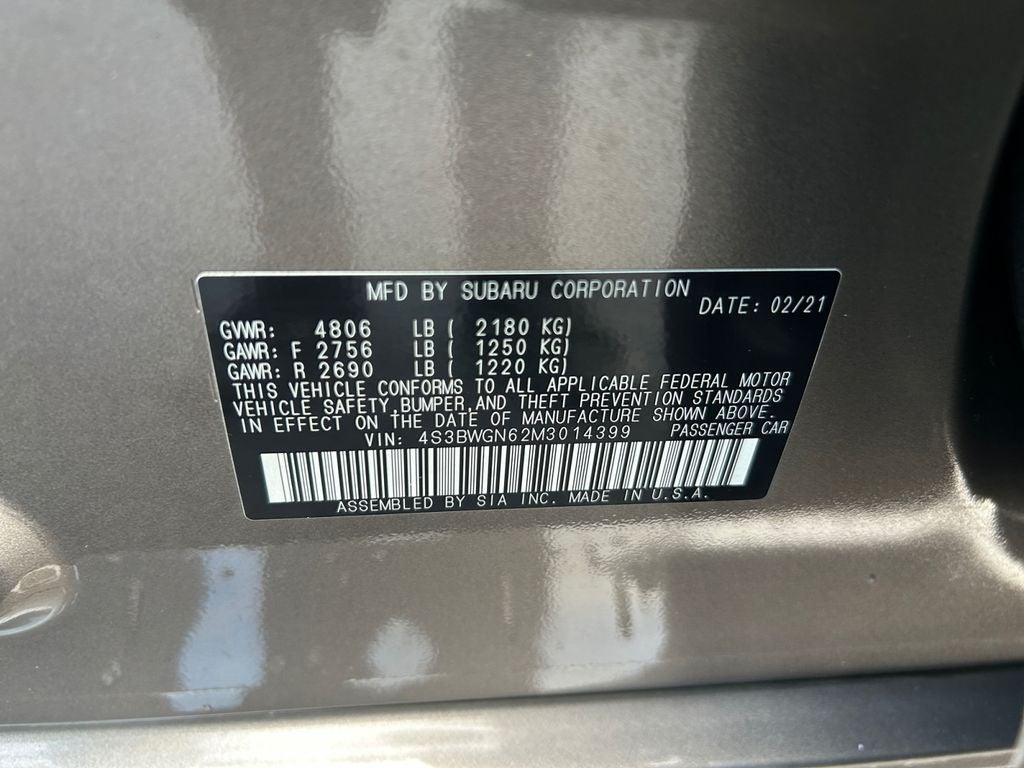 MFD BY SUBARU CORPORATION
DATE: 02/21
GVWR: 4806 LB ( 2180 KG)
GAWR: F 2756 LB ( 1250 KG)
GAWR: R 2690 LB ( 1220 KG)
THIS VEHICLE CONFORMS TO ALL APPLICABLE FEDERAL MOTOR
VEHICLE SAFETY,BUMPER,AND THEFT PREVENTION STANDARDS
IN EFFECT ON THE DATE OF MANUFACTURE SHOWN ABOVE.
VIN: 4S3BWGN62M3014399 PASSENGER CAR
ASSEMBLED BY SIA INC. MADE IN U.S.A.